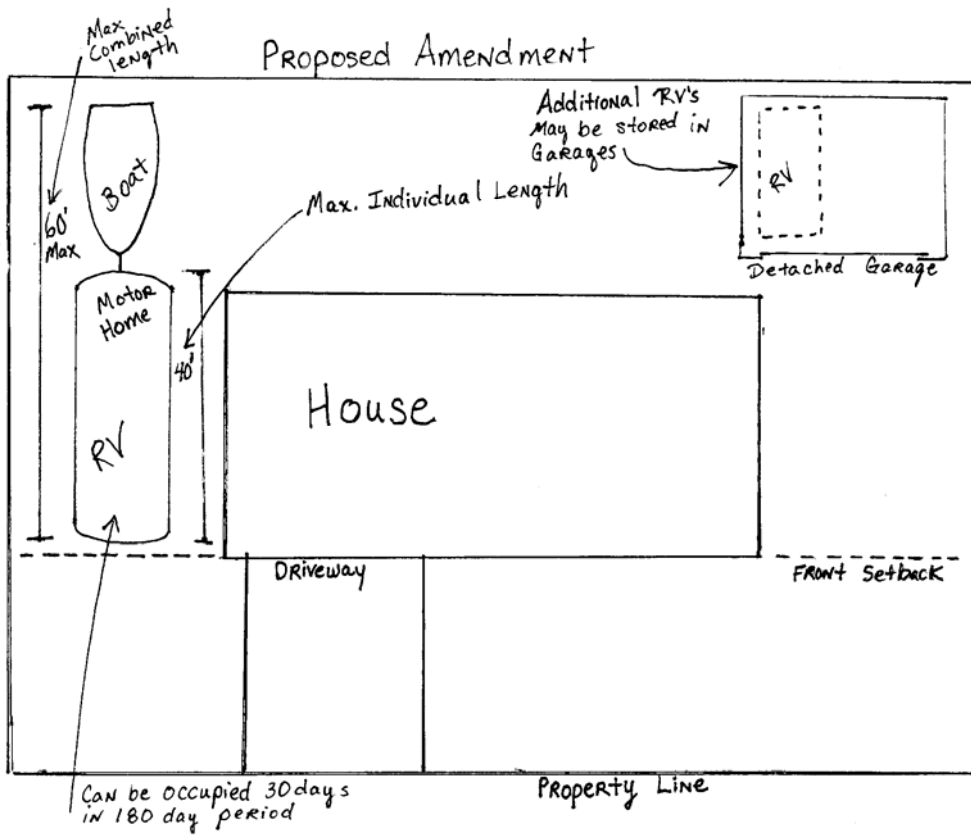 Max
Combined
length
Proposed Amendment
Additional RV's
May be stored in
Garages
Boat
RV
60'
Max
Max. Individual Length
Detached Garage
Motor
Home
40'
House
RV
Driveway
Front Setback
Can be occupied 30 days
in 180 day period
Property Line